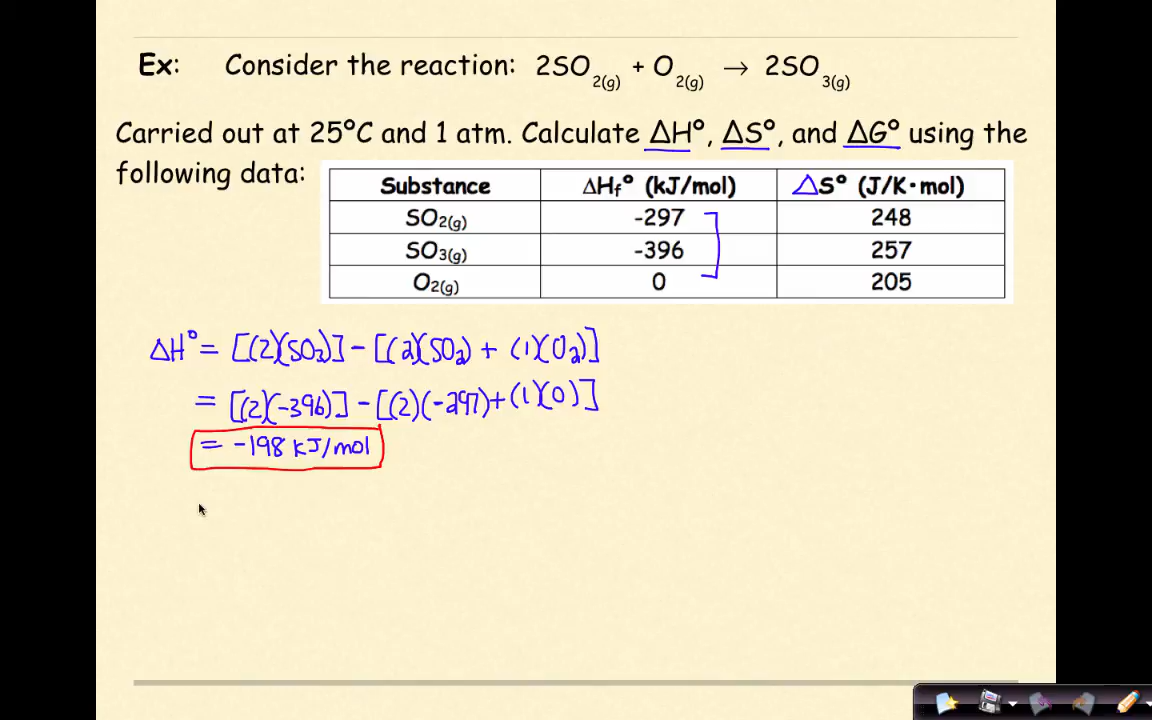 Ex: Consider the reaction: 2SO2(g) + O2(g) → 2SO3(g)
Carried out at 25°C and 1 atm. Calculate ΔH°, ΔS°, and ΔG° using the
following data:
Substance ΔHf° (kJ/mol) ΔS° (J/K·mol)
SO2(g) -297 248
SO3(g) -396 257
O2(g) 0 205
ΔH° = [(2)(SO3)] - [(2)(SO2) + (1)(O2)]
= [(2)(-396)] - [(2)(-297) + (1)(0)]
= -198 kJ/mol